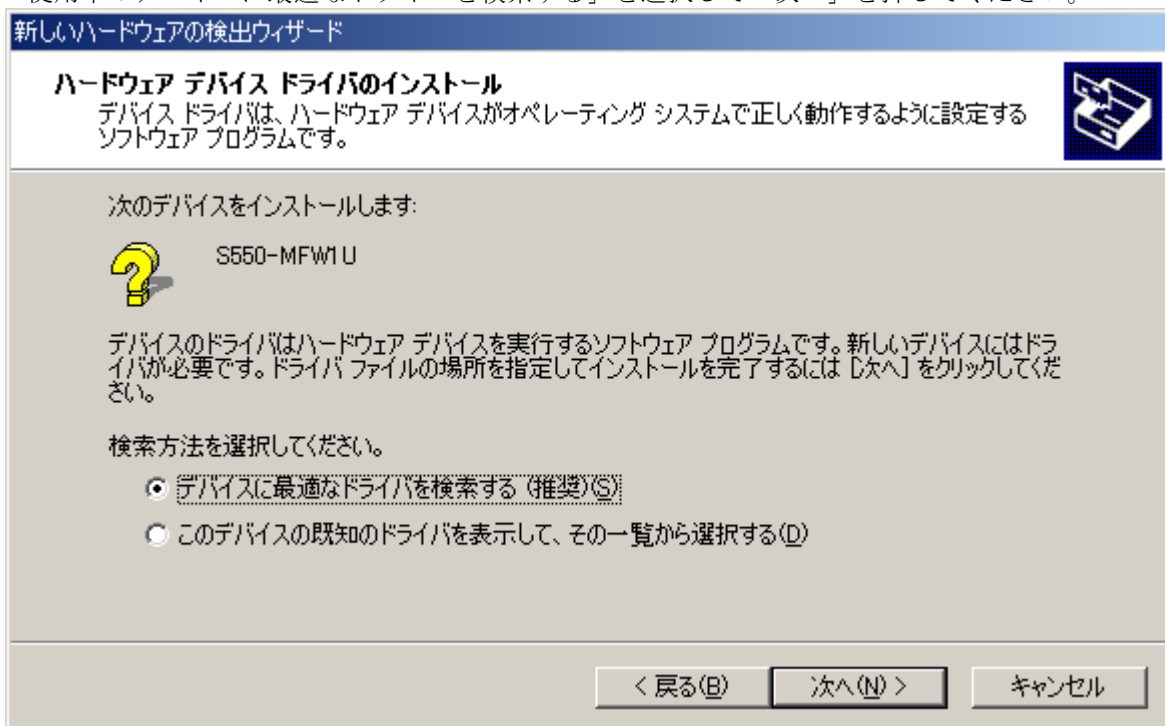 新しいハードウェアの検出ウィザード
ハードウェア デバイス ドライバのインストール
デバイス ドライバは、ハードウェア デバイスがオペレーティング システムで正しく動作するように設定する
ソフトウェア プログラムです。
次のデバイスをインストールします:
S550-MFW1U
デバイスのドライバはハードウェア デバイスを実行するソフトウェア プログラムです。新しいデバイスにはドラ
イバが必要です。ドライバ ファイルの場所を指定してインストールを完了するには [次へ] をクリックしてくだ
さい。
検索方法を選択してください。
デバイスに最適なドライバを検索する (推奨)(S)
このデバイスの既知のドライバを表示して、その一覧から選択する(D)
< 戻る(B)
次へ(N) >
キャンセル